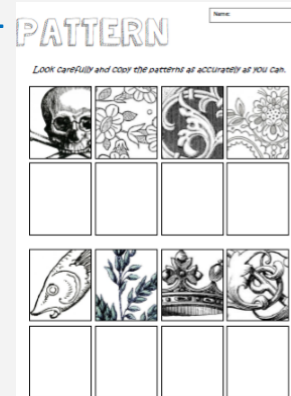 Name:
PATTERN
Look carefully and copy the patterns as accurately as you can.